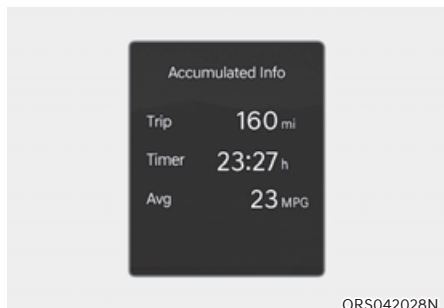 Accumulated Info
Trip 160 mi
Timer 23:27 h
Avg 23 MPG
ORS042028N